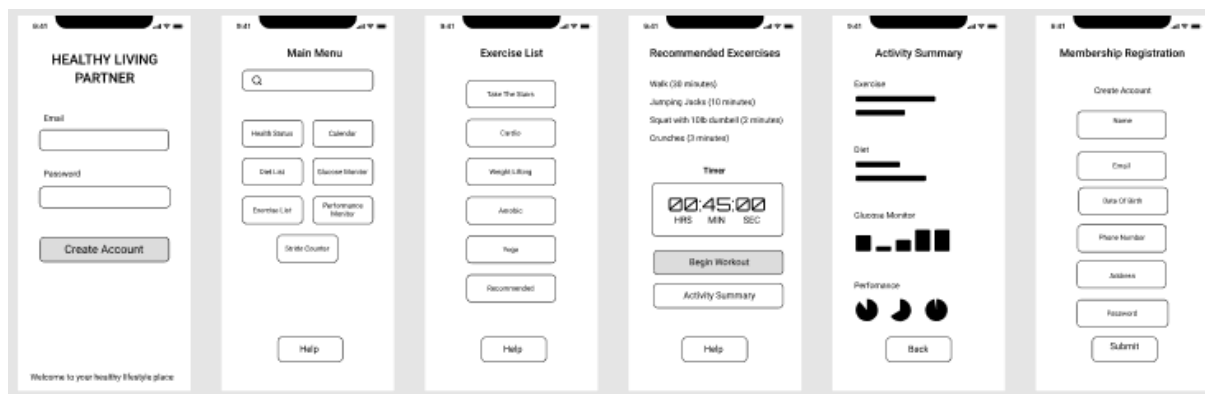 9:41
HEALTHY LIVING
PARTNER
Email
Password
Create Account
Welcome to your healthy lifestyle place
9:41
Main Menu
Health Status
Calendar
Diet List
Glucose Monitor
Exercise List
Performance
Monitor
Stride Counter
Help
9:41
Exercise List
Take The Stairs
Cardio
Weight Lifting
Aerobic
Yoga
Recommended
Help
9:41
Recommended Excercises
Walk (30 minutes)
Jumping Jacks (10 minutes)
Squat with 10lb dumbell (2 minutes)
Crunches (3 minutes)
Timer
00:45:00
HRS MIN SEC
Begin Workout
Activity Summary
Help
9:41
Activity Summary
Exercise
Diet
Glucose Monitor
Perfomance
Back
9:41
Membership Registration
Create Account
Name
Email
Date Of Birth
Phone Number
Address
Password
Submit